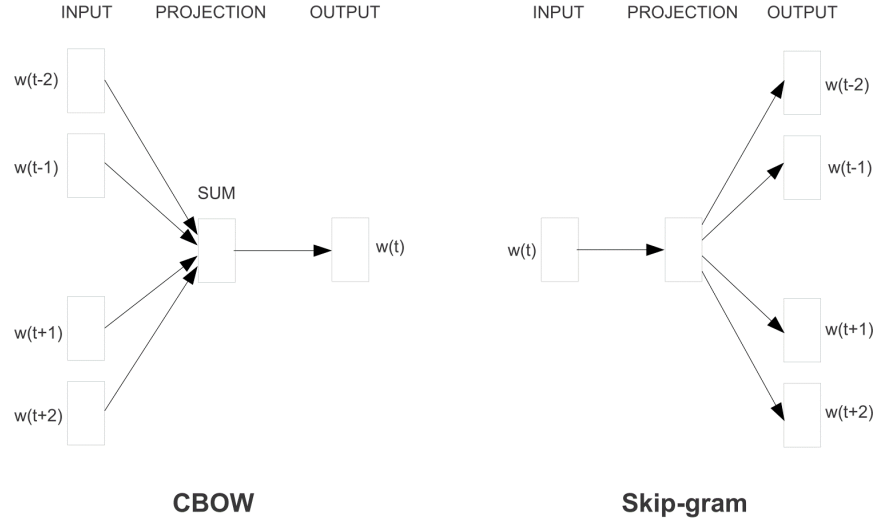 INPUT PROJECTION OUTPUT
w(t-2)
w(t-1)
SUM
w(t)
w(t+1)
w(t+2)
CBOW
INPUT PROJECTION OUTPUT
w(t-2)
w(t-1)
w(t)
w(t+1)
w(t+2)
Skip-gram